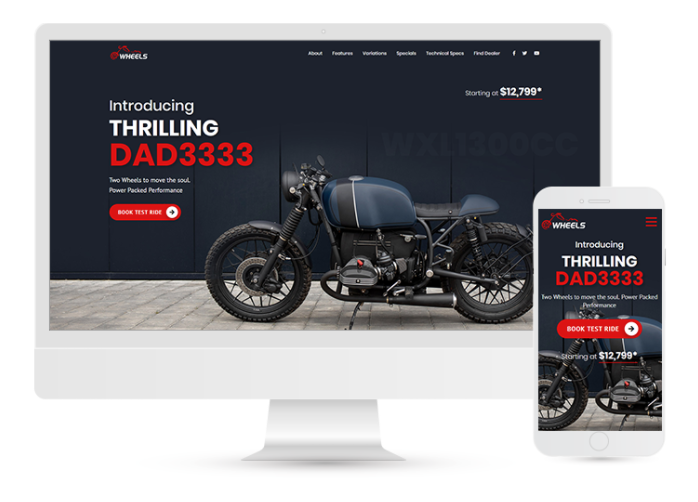 WHEELS
About Features Variations Specials Technical Specs Find Dealer
Starting at $12,799*
Introducing
THRILLING
DAD3333
WXL1300CC
Two Wheels to move the soul,
Power Packed Performance
BOOK TEST RIDE
WHEELS
Introducing
THRILLING
DAD3333
Two Wheels to move the soul, Power Packed
Performance
BOOK TEST RIDE
Starting at $12,799*